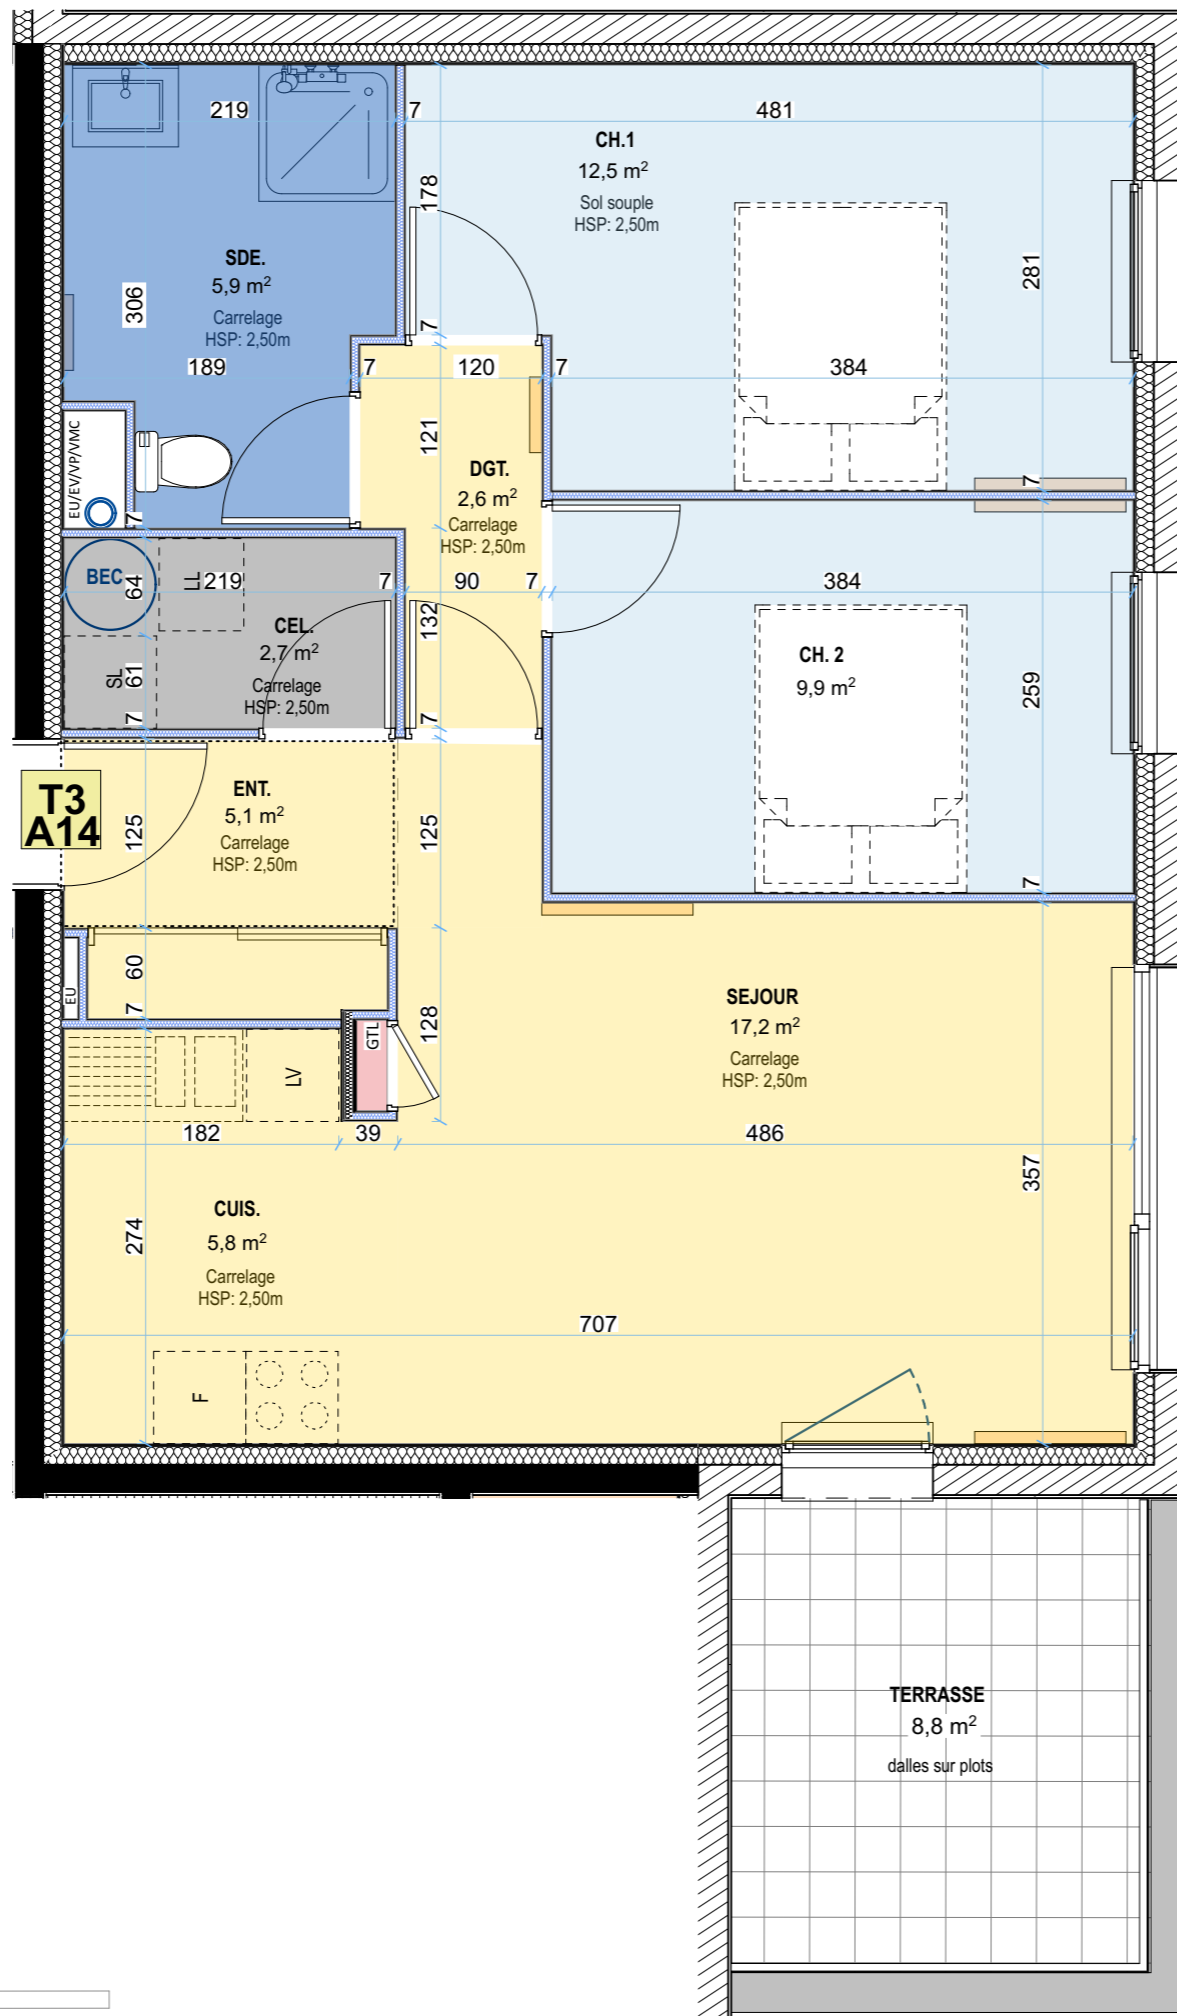 219
7
481
CH.1
12,5 m²
Sol souple
HSP: 2,50m
178
SDE.
5,9 m²
Carrelage
HSP: 2,50m
306
281
7
189
7
120
7
384
121
EU/EV/VP/VMC
DGT.
2,6 m²
Carrelage
HSP: 2,50m
7
7
BEC
64
LL
219
7
90
7
384
132
CEL.
2,7 m²
Carrelage
HSP: 2,50m
SL
61
7
7
CH. 2
9,9 m²
259
T3
A14
ENT.
5,1 m²
Carrelage
HSP: 2,50m
125
125
7
60
EU
7
128
GTL
SEJOUR
17,2 m²
Carrelage
HSP: 2,50m
LV
182
39
486
357
CUIS.
5,8 m²
Carrelage
HSP: 2,50m
274
707
F
TERRASSE
8,8 m²
dalles sur plots